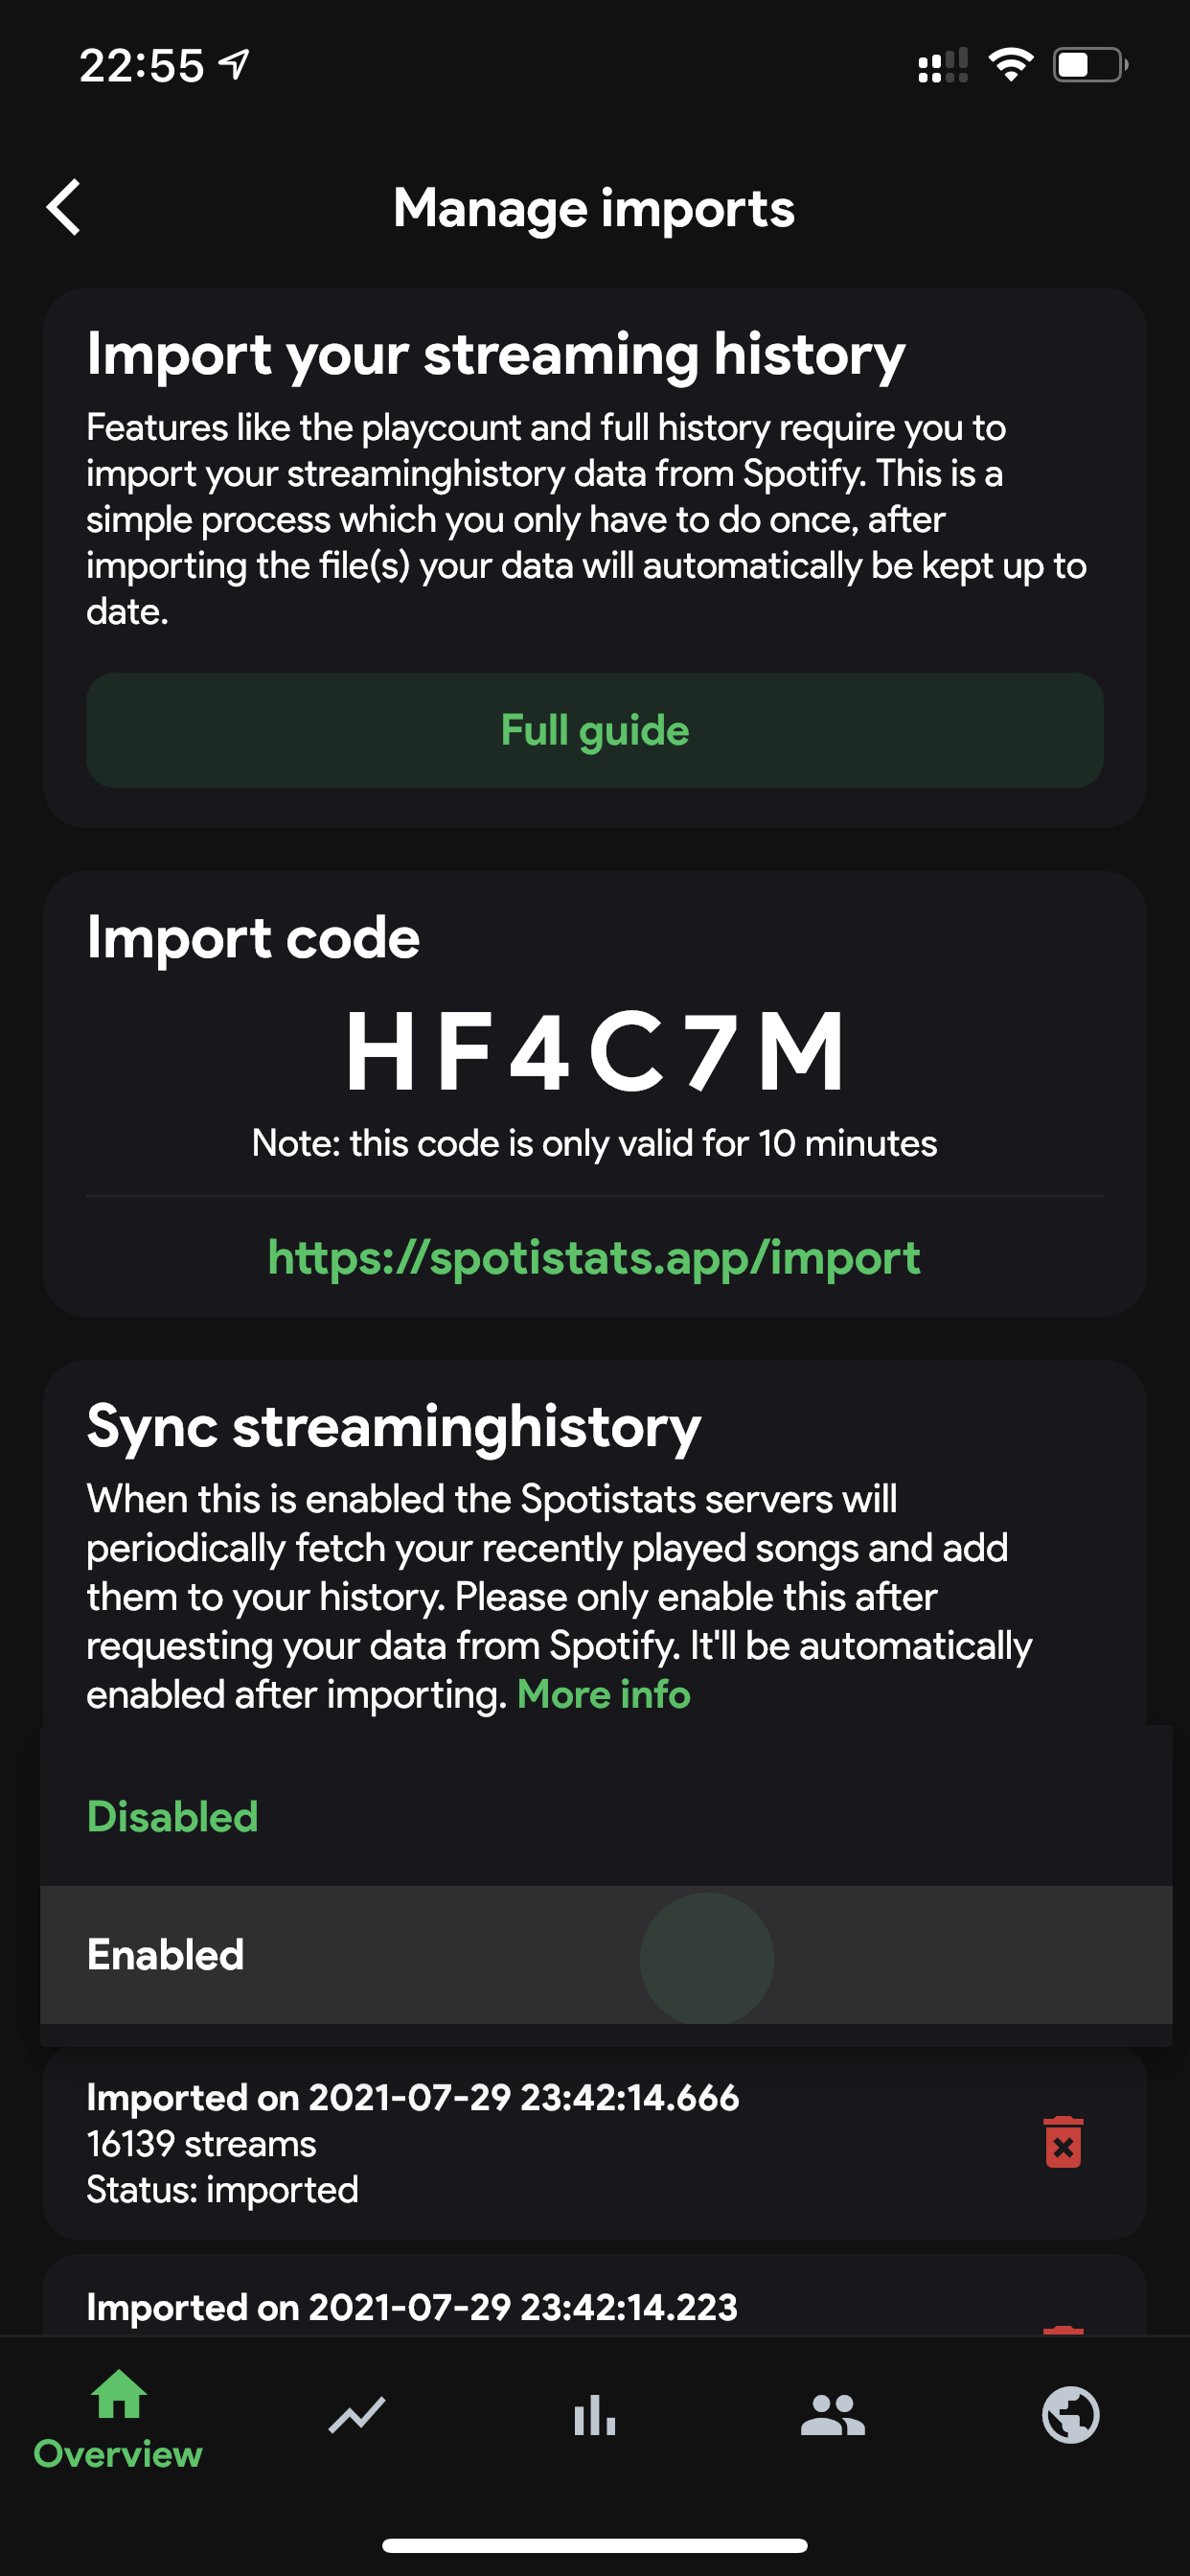 22:55
Manage imports
Import your streaming history
Features like the playcount and full history require you to
import your streaminghistory data from Spotify. This is a
simple process which you only have to do once, after
importing the file(s) your data will automatically be kept up to
date.
Full guide
Import code
HF4C7M
Note: this code is only valid for 10 minutes
https://spotistats.app/import
Sync streaminghistory
When this is enabled the Spotistats servers will
periodically fetch your recently played songs and add
them to your history. Please only enable this after
requesting your data from Spotify. It'll be automatically
enabled after importing. More info
Disabled
Enabled
Imported on 2021-07-29 23:42:14.666
16139 streams
Status: imported
Imported on 2021-07-29 23:42:14.223
Overview